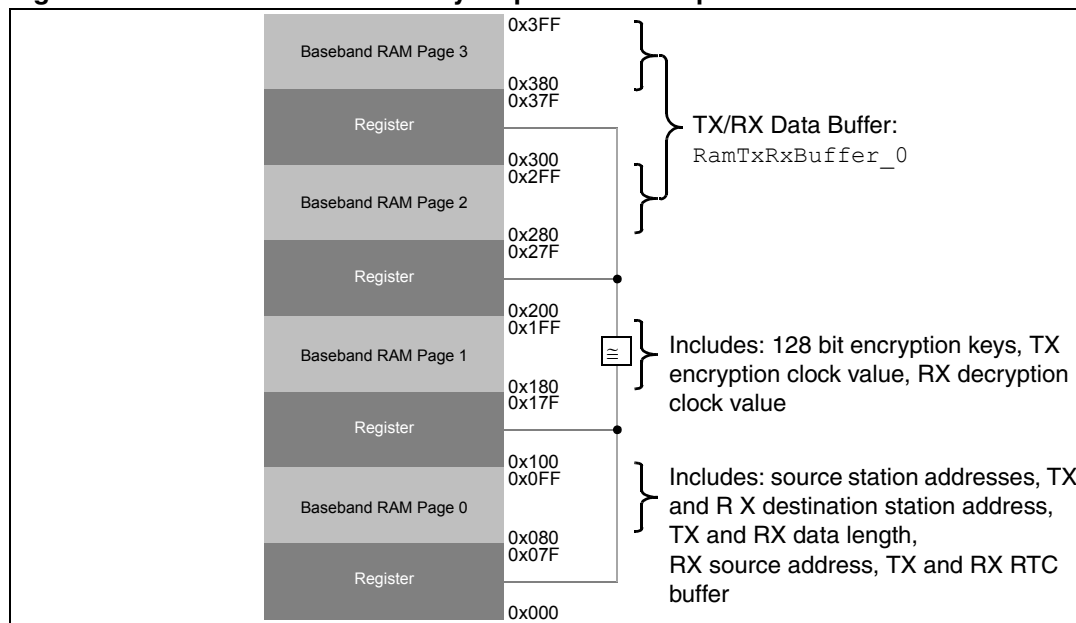 Baseband RAM Page 3
0x3FF
0x380
0x37F
Register
TX/RX Data Buffer:
RamTxRxBuffer_0
0x300
0x2FF
Baseband RAM Page 2
0x280
0x27F
Register
0x200
0x1FF
Baseband RAM Page 1
≅
Includes: 128 bit encryption keys, TX
encryption clock value, RX decryption
clock value
0x180
0x17F
Register
0x100
0x0FF
Baseband RAM Page 0
Includes: source station addresses, TX
and R X destination station address,
TX and RX data length,
RX source address, TX and RX RTC
buffer
0x080
0x07F
Register
0x000